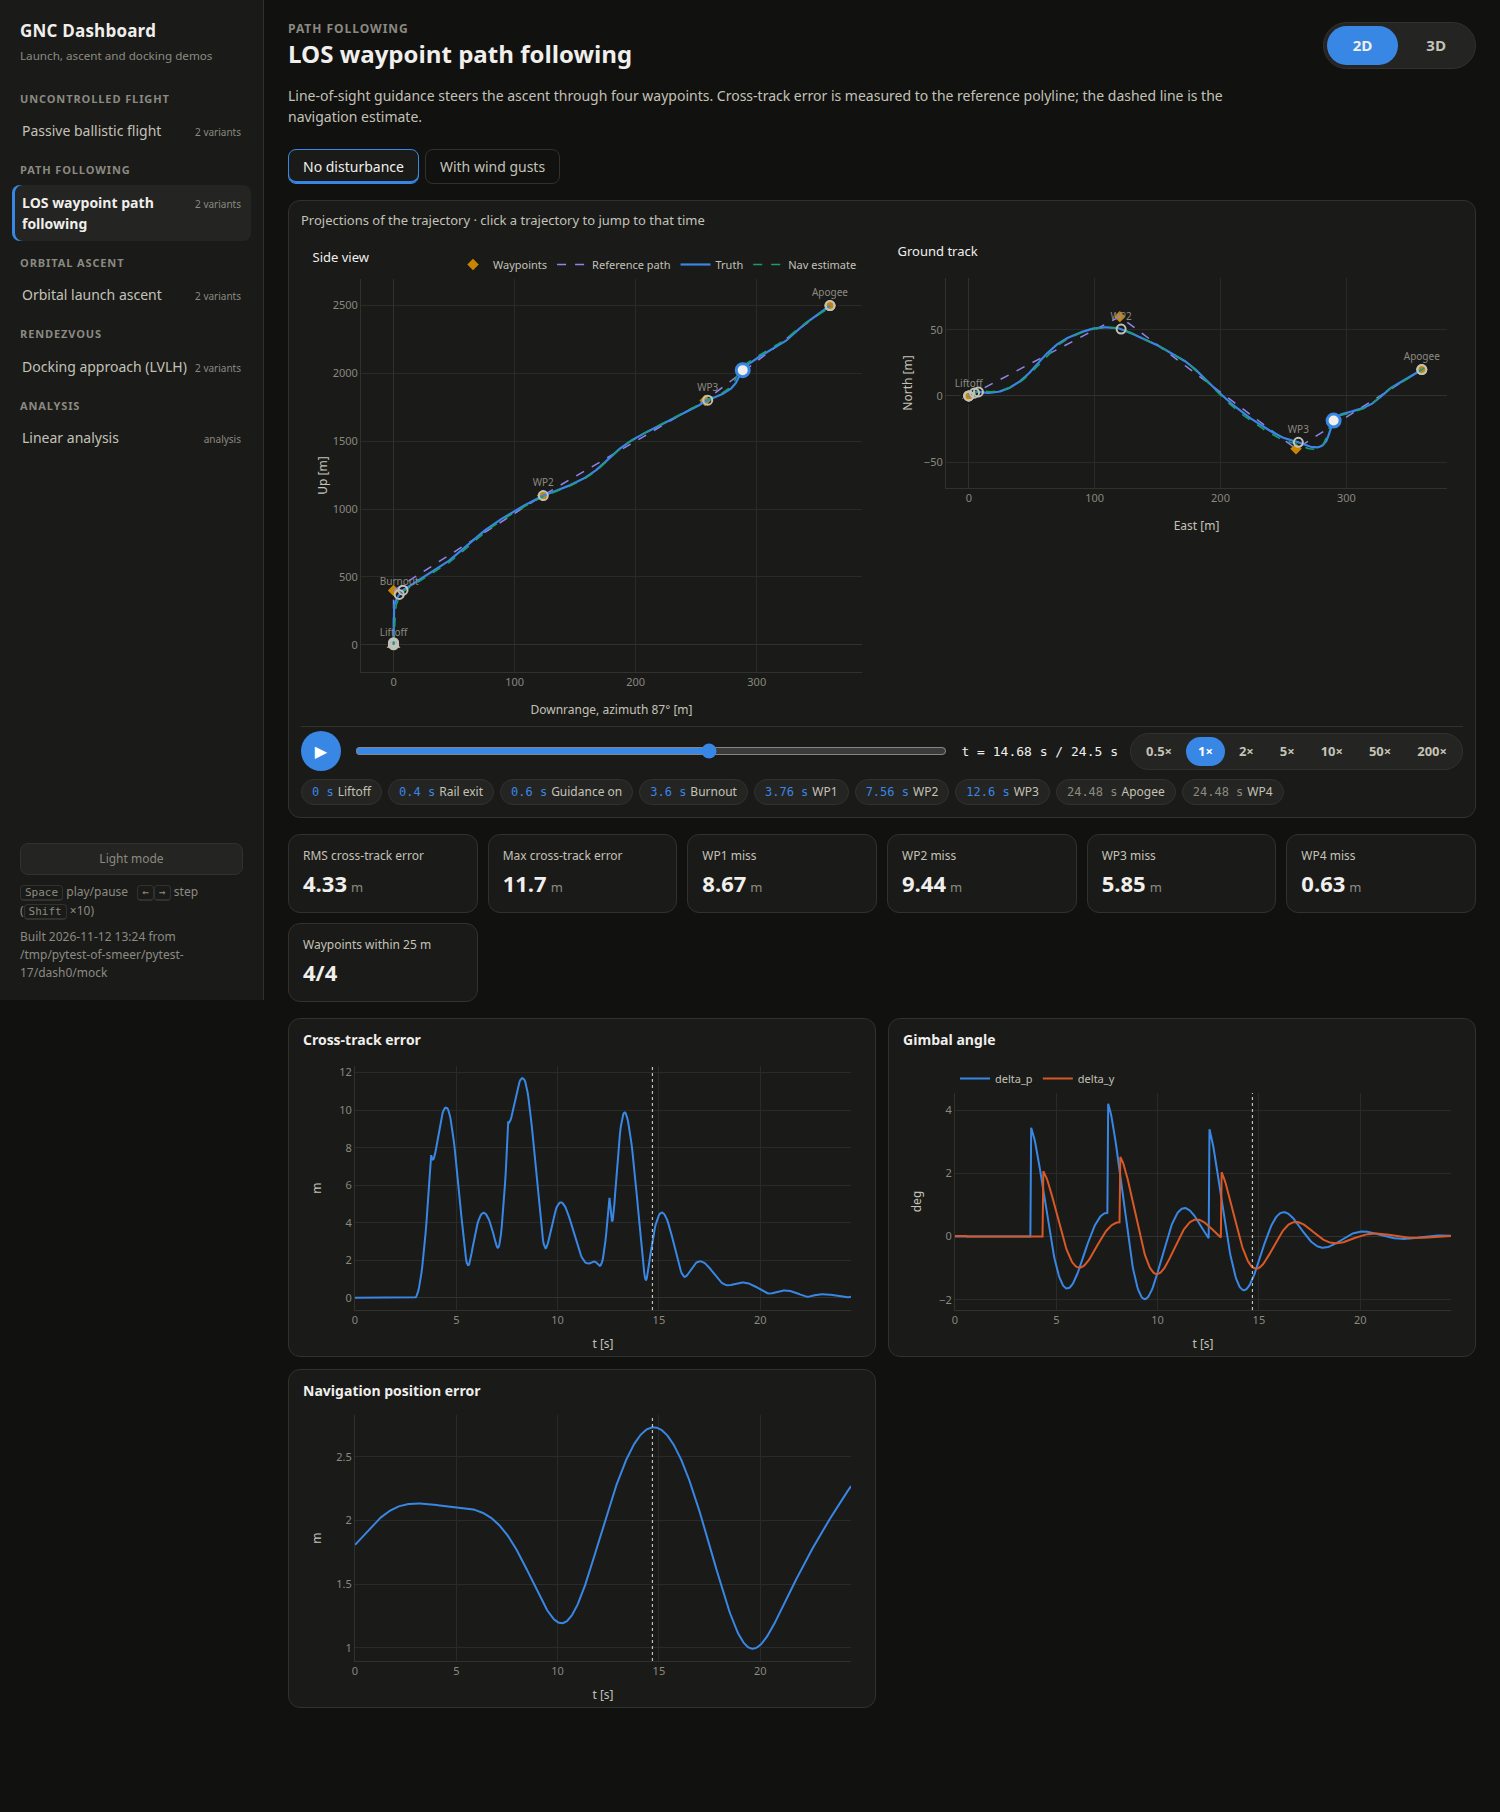 GNC Dashboard
Launch, ascent and docking demos
UNCONTROLLED FLIGHT
Passive ballistic flight 2 variants
PATH FOLLOWING
LOS waypoint path following 2 variants
ORBITAL ASCENT
Orbital launch ascent 2 variants
RENDEZVOUS
Docking approach (LVLH) 2 variants
ANALYSIS
Linear analysis analysis
Light mode
Space play/pause ← → step
(Shift ×10)
Built 2026-11-12 13:24 from
/tmp/pytest-of-smeer/pytest-
17/dash0/mock
PATH FOLLOWING
LOS waypoint path following
2D 3D
Line-of-sight guidance steers the ascent through four waypoints. Cross-track error is measured to the reference polyline; the dashed line is the
navigation estimate.
No disturbance With wind gusts
Projections of the trajectory · click a trajectory to jump to that time
Side view
Waypoints Reference path Truth Nav estimate
Apogee
WP3
WP2
Burnout
Liftoff
2500
2000
1500
1000
500
0
Up [m]
0 100 200 300
Downrange, azimuth 87° [m]
Ground track
WP2
Apogee
Liftoff
WP3
50
0
−50
North [m]
0 100 200 300
East [m]
▶ t = 14.68 s / 24.5 s 0.5× 1× 2× 5× 10× 50× 200×
0 s Liftoff 0.4 s Rail exit 0.6 s Guidance on 3.6 s Burnout 3.76 s WP1 7.56 s WP2 12.6 s WP3 24.48 s Apogee 24.48 s WP4
RMS cross-track error
4.33 m
Max cross-track error
11.7 m
WP1 miss
8.67 m
WP2 miss
9.44 m
WP3 miss
5.85 m
WP4 miss
0.63 m
Waypoints within 25 m
4/4
Cross-track error
12
10
8
6
4
2
0
m
0 5 10 15 20
t [s]
Gimbal angle
delta_p delta_y
4
2
0
−2
deg
0 5 10 15 20
t [s]
Navigation position error
2.5
2
1.5
1
m
0 5 10 15 20
t [s]